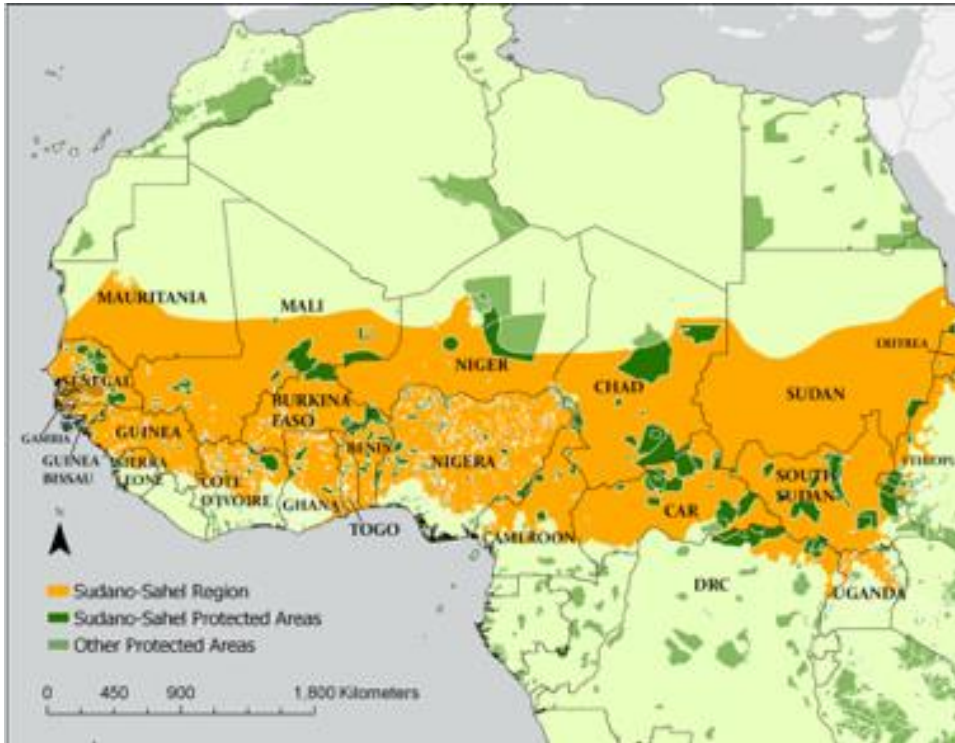 MAURITANIA
MALI
NIGER
CHAD
SUDAN
ERITREA
SENEGAL
GAMBIA
GUINEA
BISSAU
GUINEA
SIERRA
LEONE
BURKINA
FASO
BENIN
NIGERA
COTE
D'IVOIRE
GHANA
TOGO
CAMEROON
CAR
SOUTH
SUDAN
ETHIOPI
DRC
UGANDA
N
Sudano-Sahel Region
Sudano-Sahel Protected Areas
Other Protected Areas
0 450 900 1,800 Kilometers